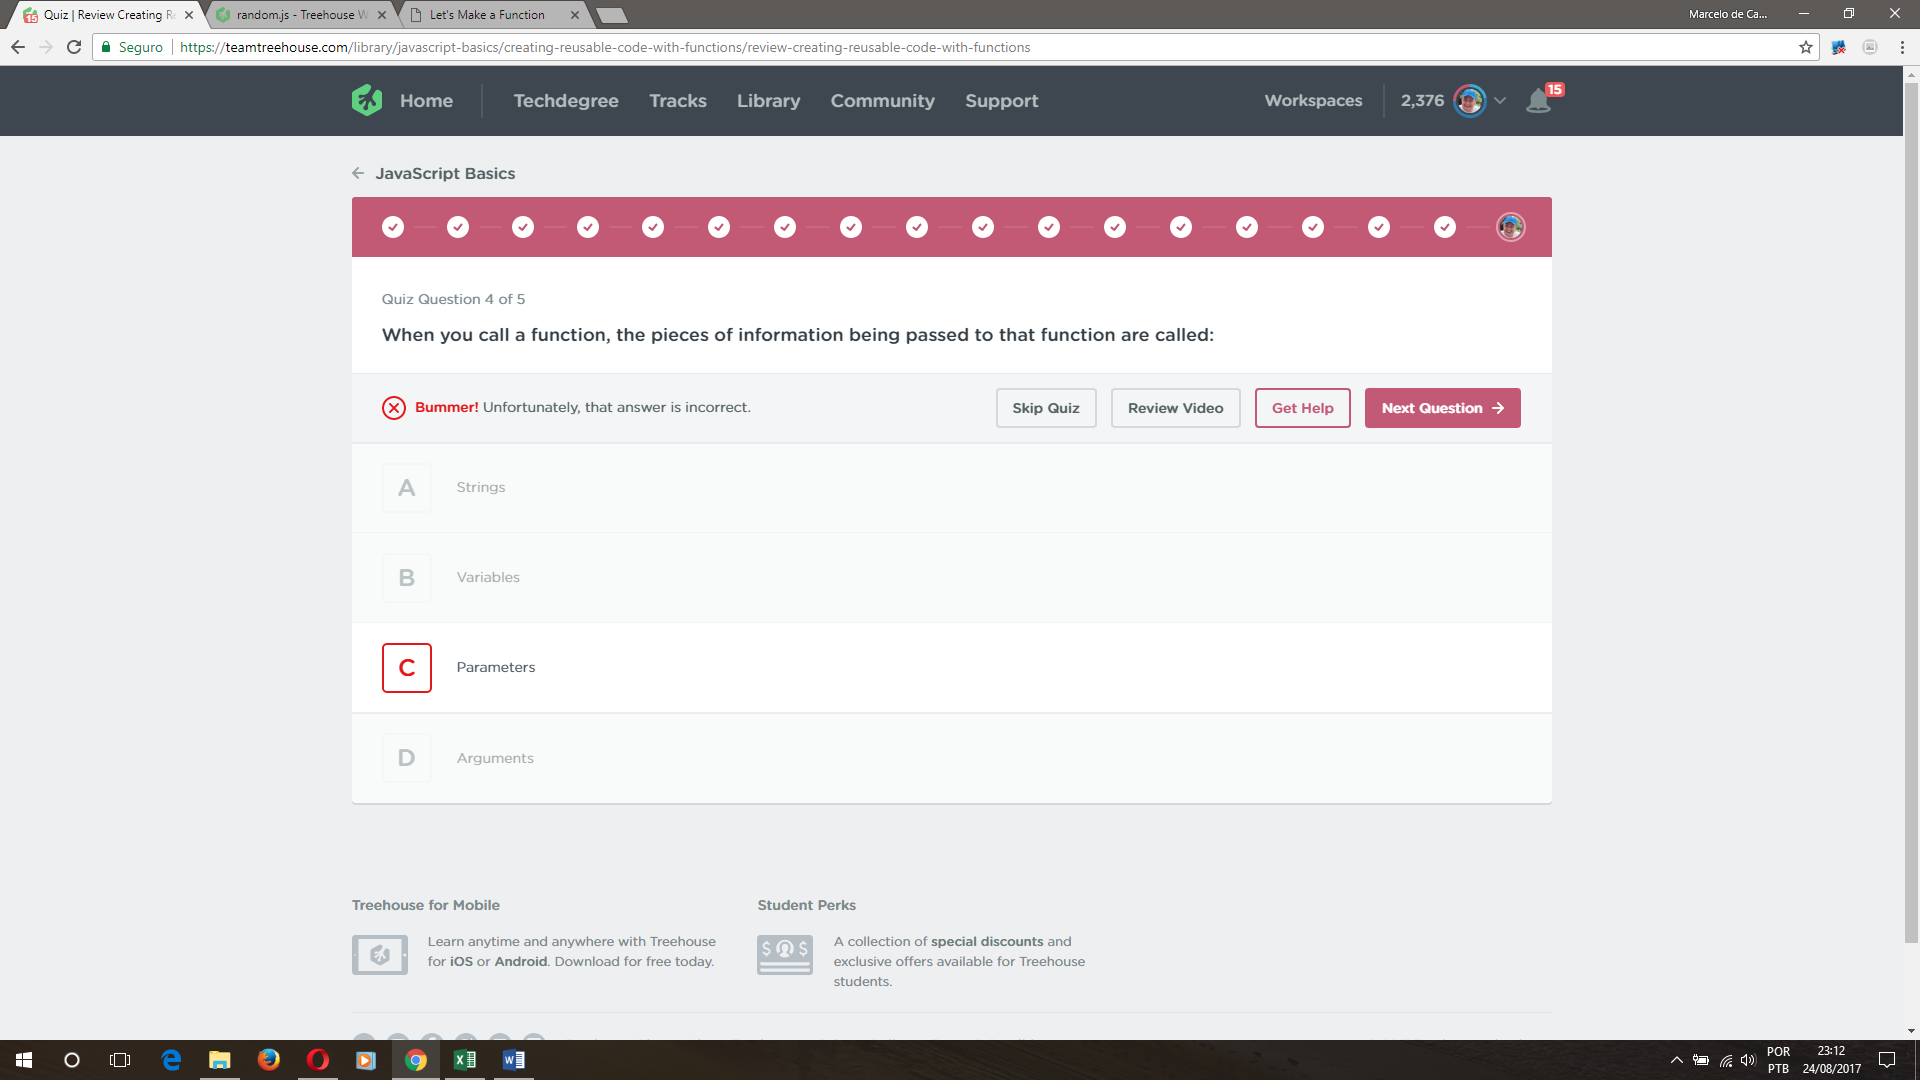 Quiz | Review Creating Re
random.js - Treehouse W
Let's Make a Function
Marcelo de Ca...
Seguro
https://teamtreehouse.com/library/javascript-basics/creating-reusable-code-with-functions/review-creating-reusable-code-with-functions
Home
Techdegree
Tracks
Library
Community
Support
Workspaces
2,376
15
JavaScript Basics
Quiz Question 4 of 5
When you call a function, the pieces of information being passed to that function are called:
Bummer! Unfortunately, that answer is incorrect.
Skip Quiz
Review Video
Get Help
Next Question
A
Strings
B
Variables
C
Parameters
D
Arguments
Treehouse for Mobile
Learn anytime and anywhere with Treehouse
for iOS or Android. Download for free today.
Student Perks
A collection of special discounts and
exclusive offers available for Treehouse
students.
POR
PTB
23:12
24/08/2017